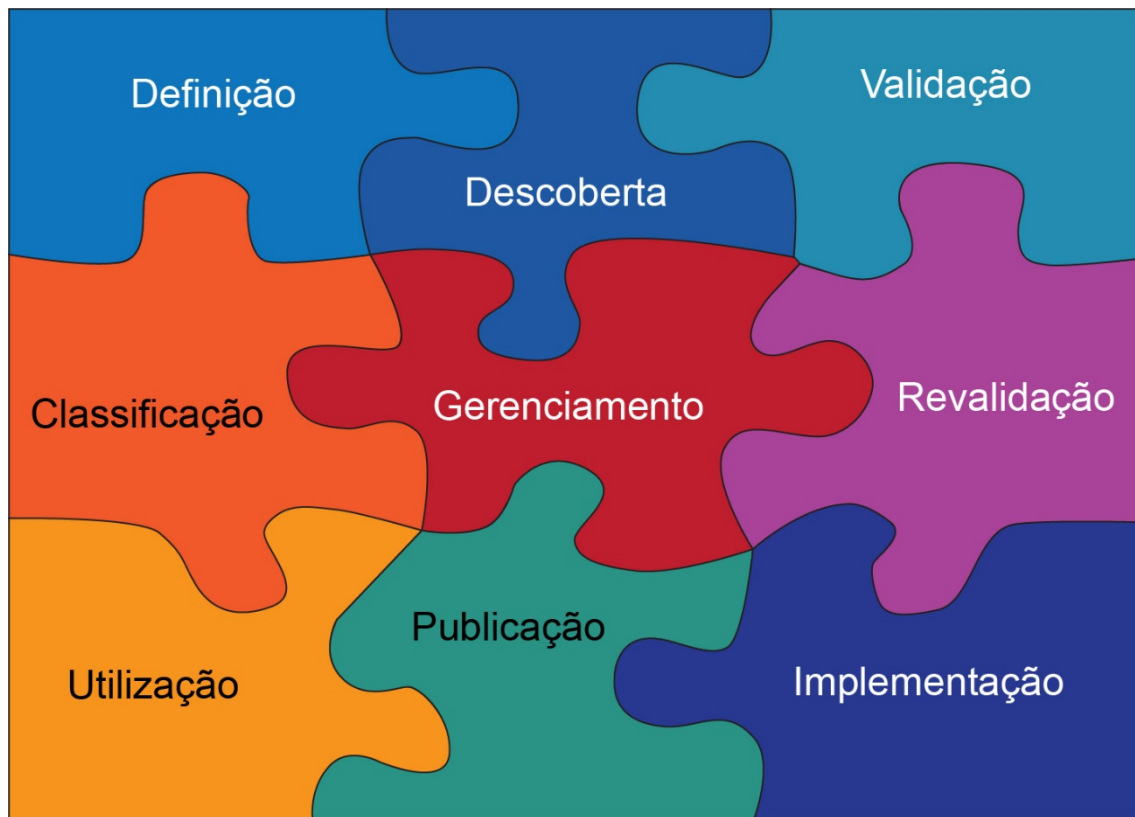 Definição
Descoberta
Validação
Classificação
Gerenciamento
Revalidação
Utilização
Publicação
Implementação